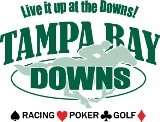 Live it up at the Downs!
TAMPA BAY
DOWNS
♠ RACING ♥ POKER ♣ GOLF ♦